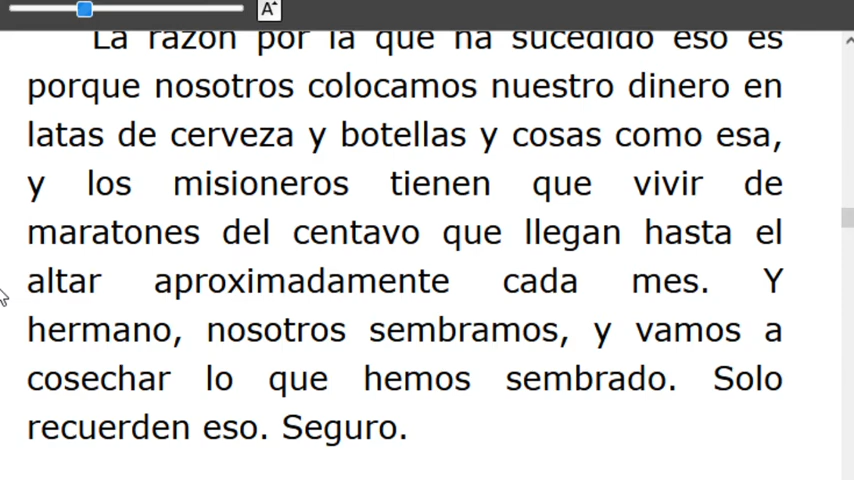 A
La razón por la que ha sucedido eso es
porque nosotros colocamos nuestro dinero en
latas de cerveza y botellas y cosas como esa,
y los misioneros tienen que vivir de
maratones del centavo que llegan hasta el
altar aproximadamente cada mes. Y
hermano, nosotros sembramos, y vamos a
cosechar lo que hemos sembrado. Solo
recuerden eso. Seguro.